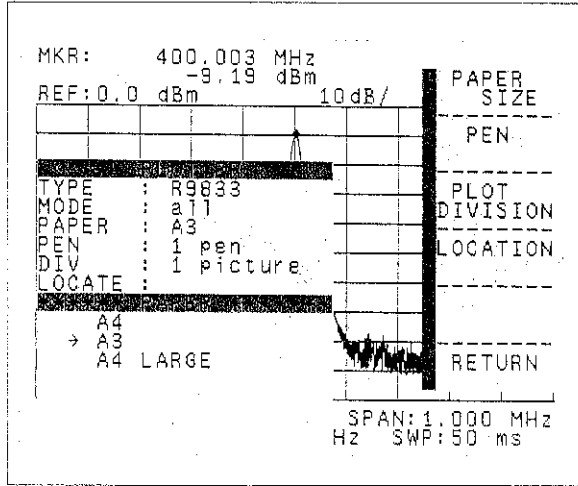 MKR: 400.003 MHz
-9.19 dBm
REF:0.0 dBm 10dB/
TYPE : R9833
MODE : all
PAPER : A3
PEN : 1 pen
DIV : 1 picture
LOCATE :
A4
→ A3
A4 LARGE
SPAN:1.000 MHz
Hz SWP:50 ms
PAPER
SIZE
PEN
PLOT
DIVISION
LOCATION
RETURN